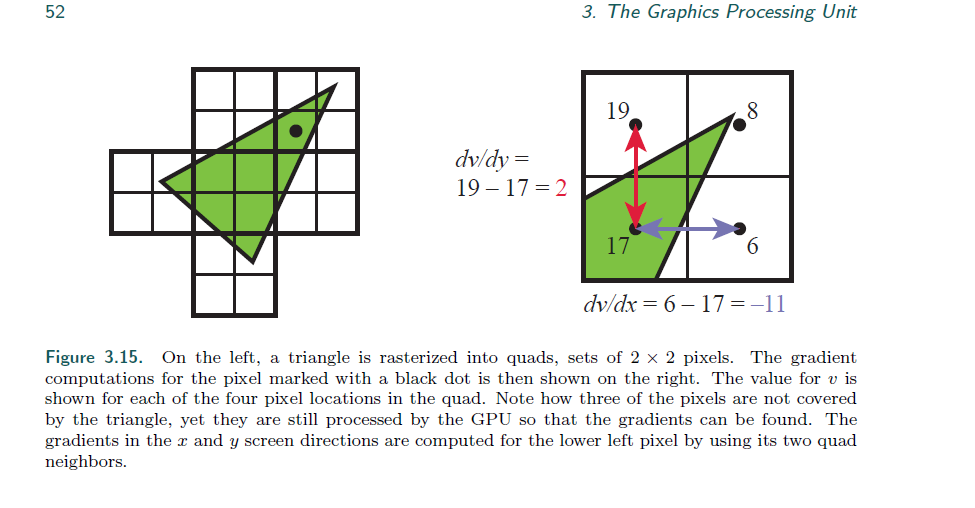 52
3. The Graphics Processing Unit
19
8
dv/dy =
19 – 17 = 2
17
6
dv/dx = 6 – 17 = –11
Figure 3.15. On the left, a triangle is rasterized into quads, sets of 2 × 2 pixels. The gradient
computations for the pixel marked with a black dot is then shown on the right. The value for v is
shown for each of the four pixel locations in the quad. Note how three of the pixels are not covered
by the triangle, yet they are still processed by the GPU so that the gradients can be found. The
gradients in the x and y screen directions are computed for the lower left pixel by using its two quad
neighbors.